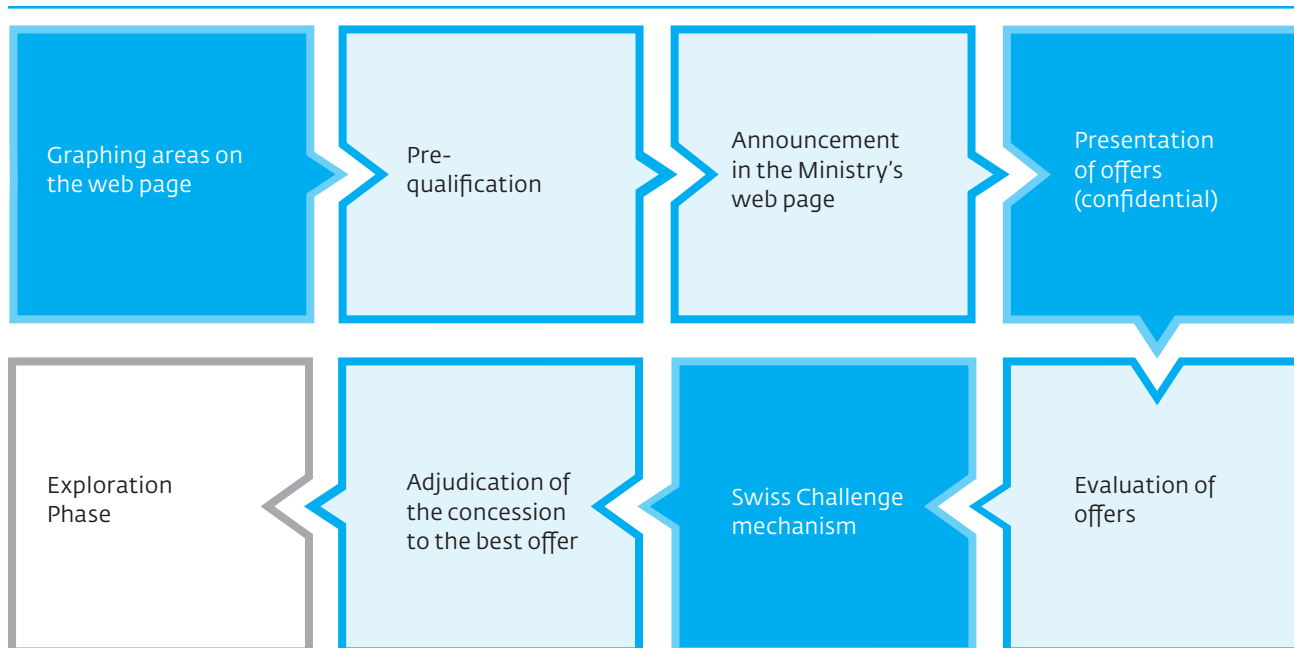 Graphing areas on
the web page
Pre-
qualification
Announcement
in the Ministry's
web page
Presentation
of offers
(confidential)
Exploration
Phase
Adjudication of
the concession
to the best offer
Swiss Challenge
mechanism
Evaluation of
offers